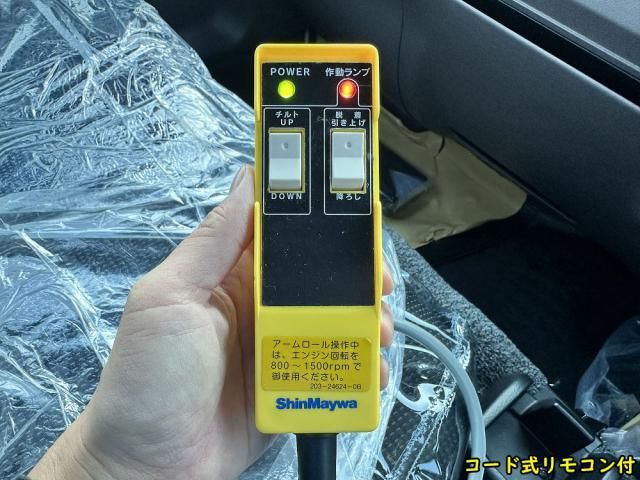 POWER 作動ランプ
チルト
UP
DOWN
脱 着
引き上げ
降ろし
アームロール操作中
は、エンジン回転を
800～1500rpmで
御使用ください。
203-24624-0B
ShinMaywa
コード式リモコン付